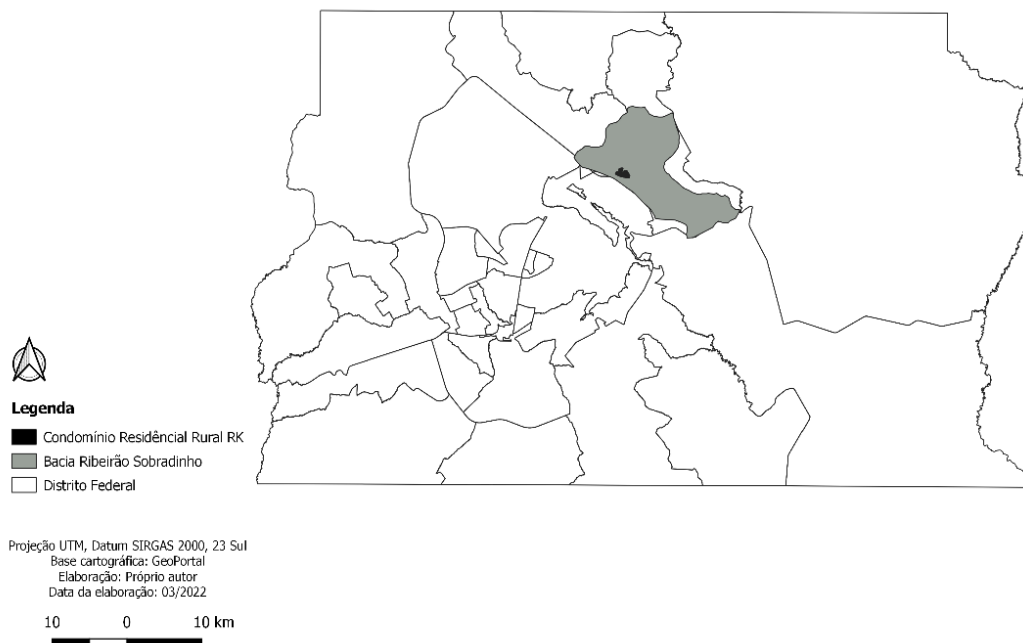 Legenda
Condomínio Residêncial Rural RK
Bacia Ribeirão Sobradinho
Distrito Federal
Projeção UTM, Datum SIRGAS 2000, 23 Sul
Base cartográfica: GeoPortal
Elaboração: Próprio autor
Data da elaboração: 03/2022
10 0 10 km